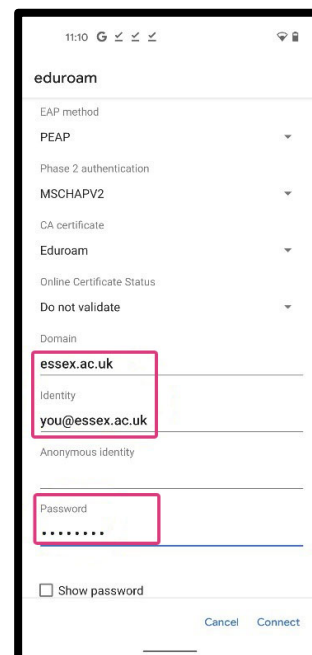 11:10 G
eduroam
EAP method
PEAP
Phase 2 authentication
MSCHAPV2
CA certificate
Eduroam
Online Certificate Status
Do not validate
Domain
essex.ac.uk
Identity
you@essex.ac.uk
Anonymous identity
Password
••••••••
Show password
Cancel Connect